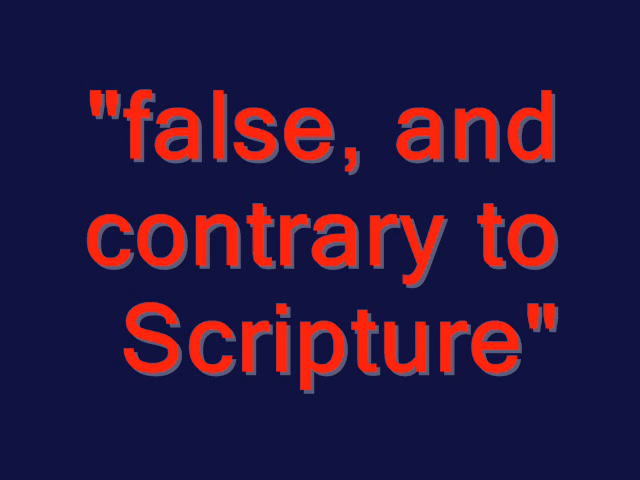 "false, and
contrary to
Scripture"